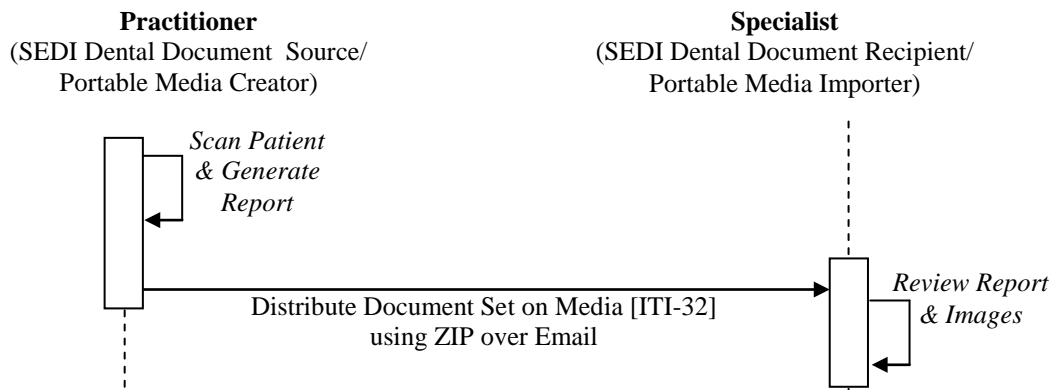 Practitioner
(SEDI Dental Document Source/
Portable Media Creator)
Specialist
(SEDI Dental Document Recipient/
Portable Media Importer)
Scan Patient
& Generate
Report
Distribute Document Set on Media [ITI-32]
using ZIP over Email
Review Report
& Images